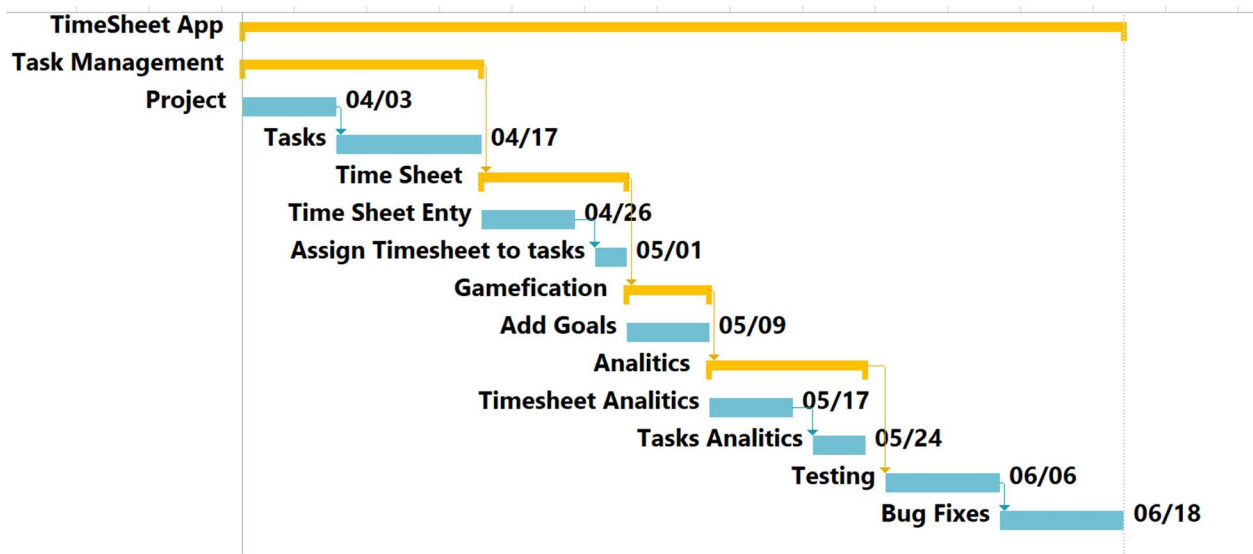 TimeSheet App
Task Management
Project 04/03
Tasks 04/17
Time Sheet
Time Sheet Enty 04/26
Assign Timesheet to tasks 05/01
Gamefication
Add Goals 05/09
Analitics
Timesheet Analitics 05/17
Tasks Analitics 05/24
Testing 06/06
Bug Fixes 06/18